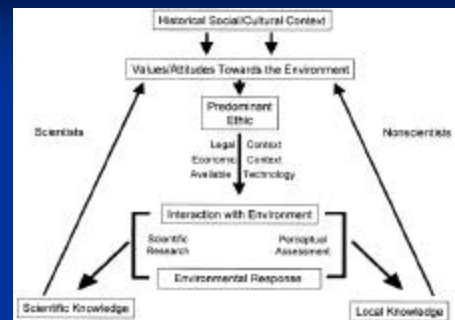 Historical Social/Cultural Context
Values/Attitudes Towards the Environment
Predominant
Ethic
Scientists
Nonscientists
Legal Context
Economic Context
Available Technology
Interaction with Environment
Scientific
Research
Perceptual
Assessment
Environmental Response
Scientific Knowledge
Local Knowledge